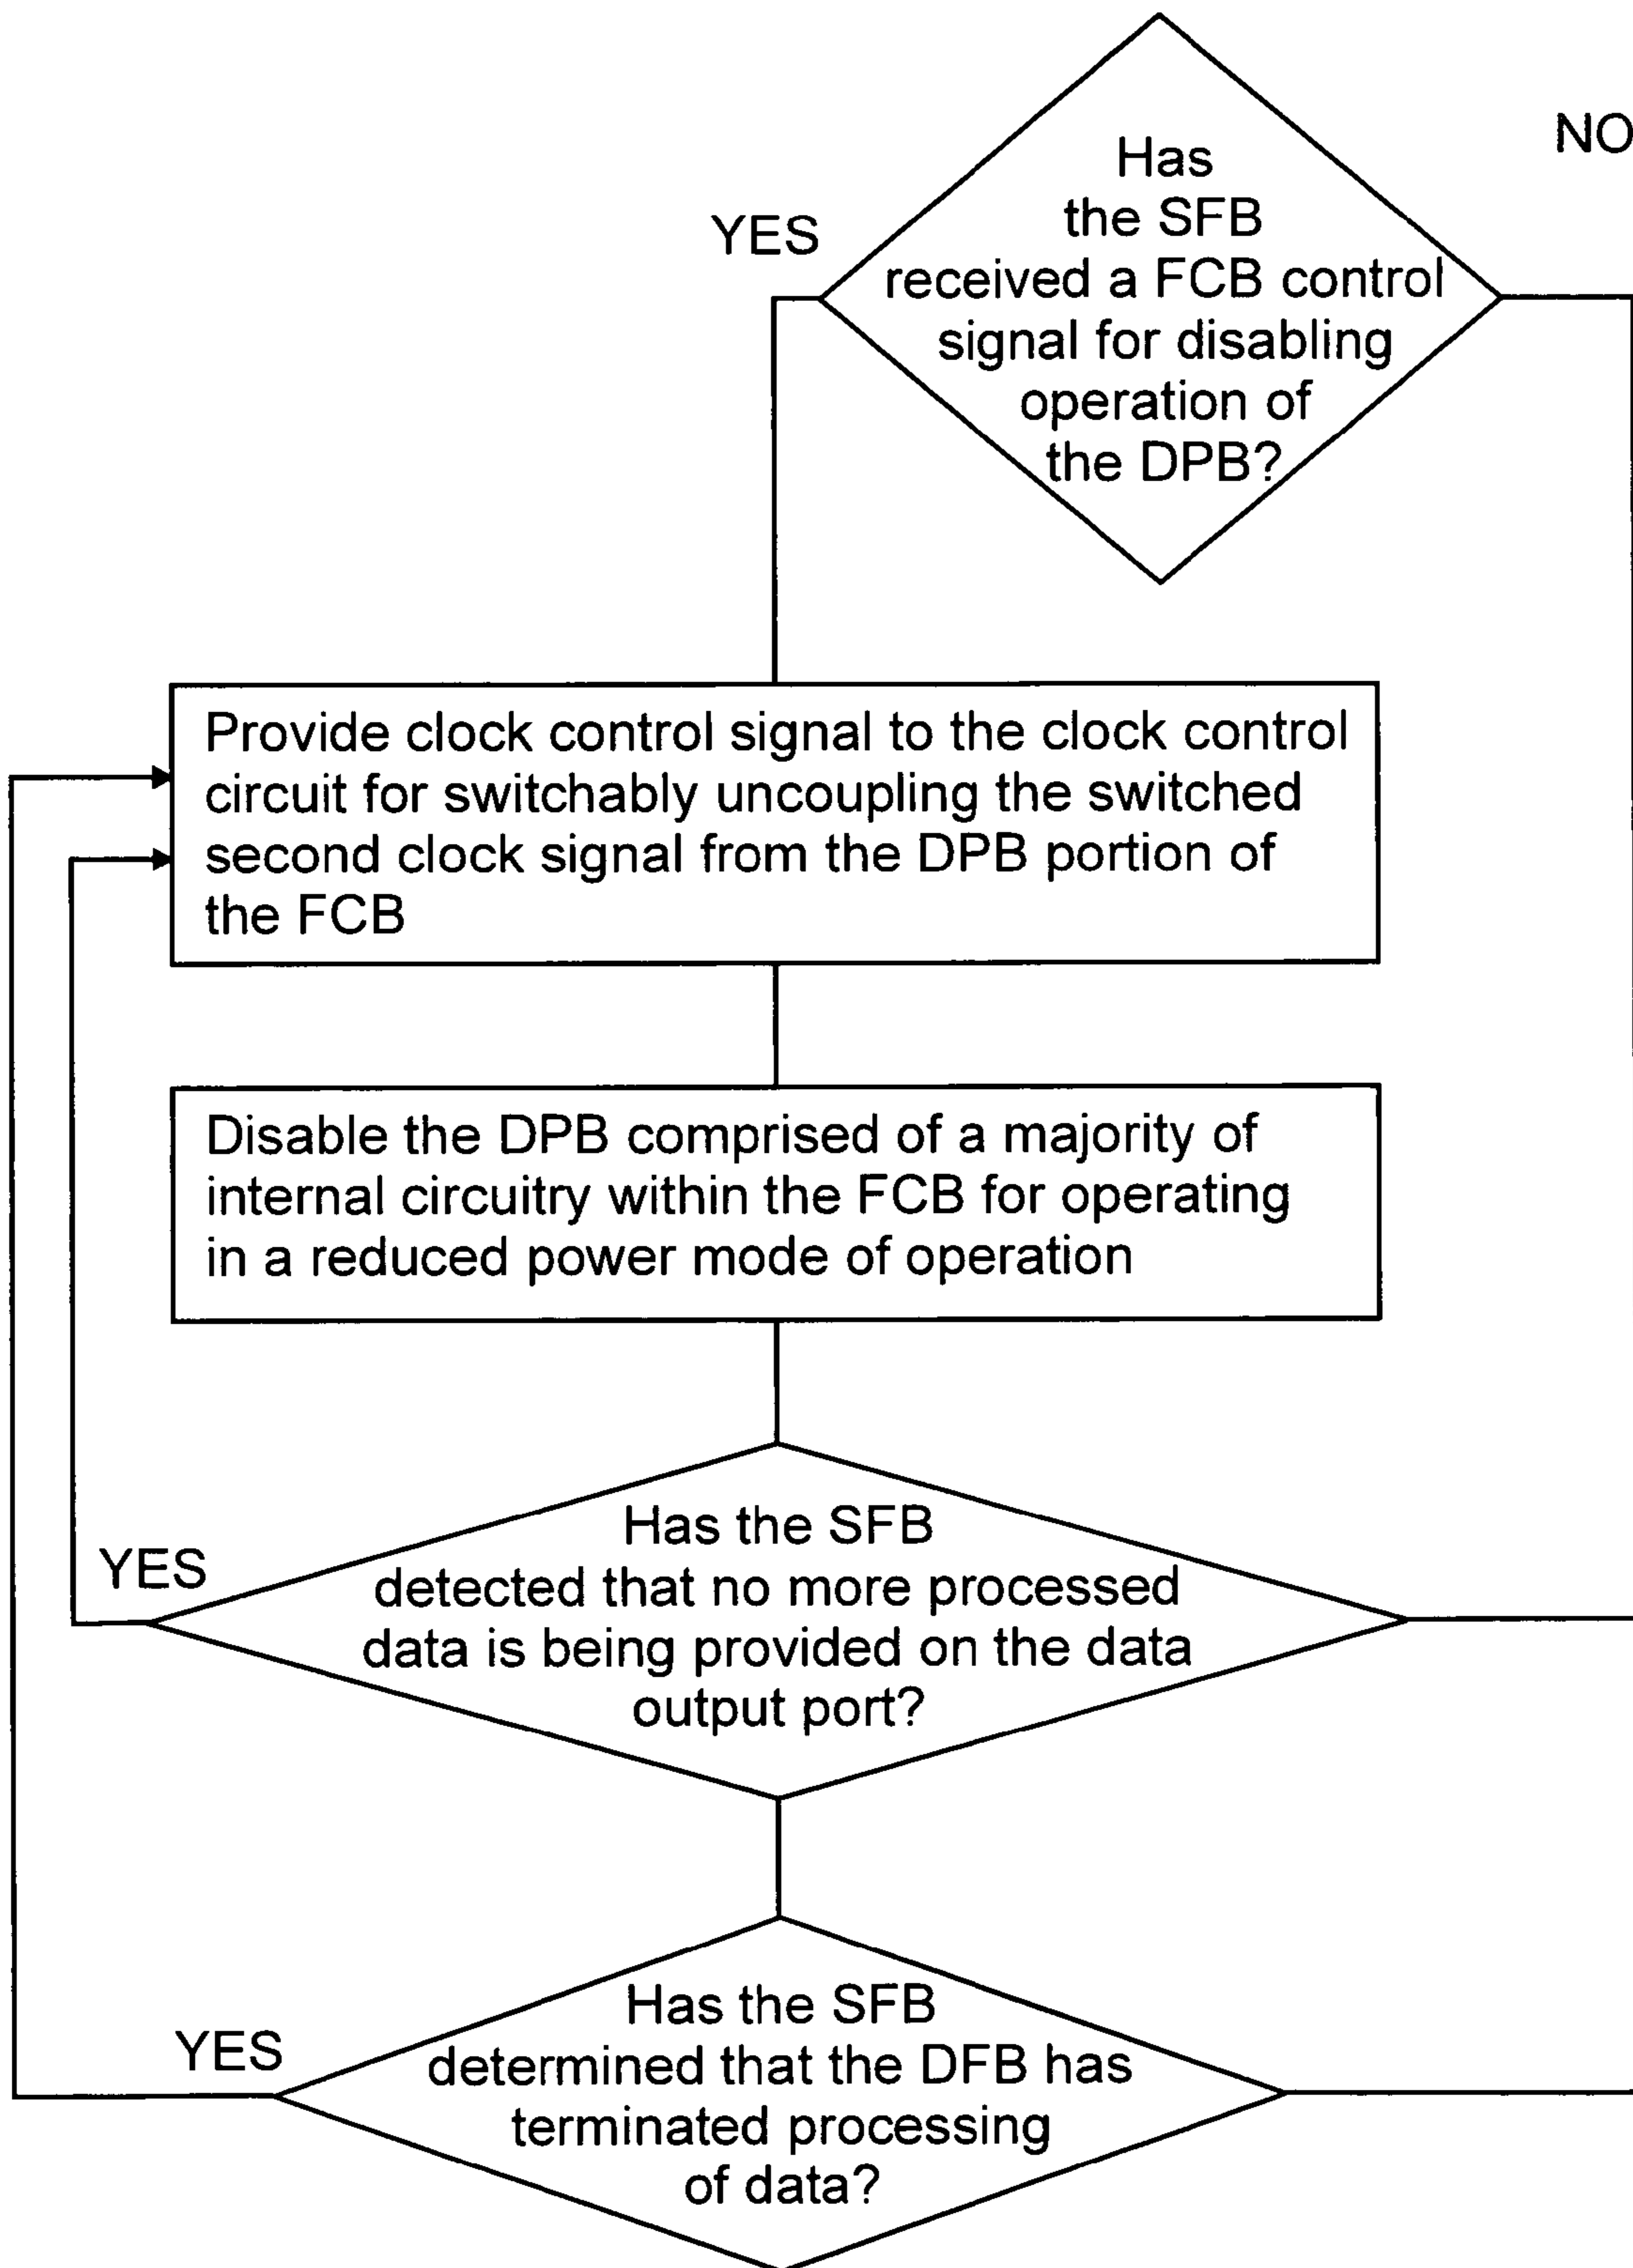 NO
Has
the SFB
YES
received a FCB control
signal for disabling
operation of
the DPB?
Provide clock control signal to the clock control
circuit for switchably uncoupling the switched
second clock signal from the DPB portion of
the FCB
Disable the DPB comprised of a majority of
internal circuitry within the FCB for operating
in a reduced power mode of operation
Has the SFB
YES
detected that no more processed
data is being provided on the data
output port?
Has the SFB
YES
determined that the DFB has
terminated processing
of data?